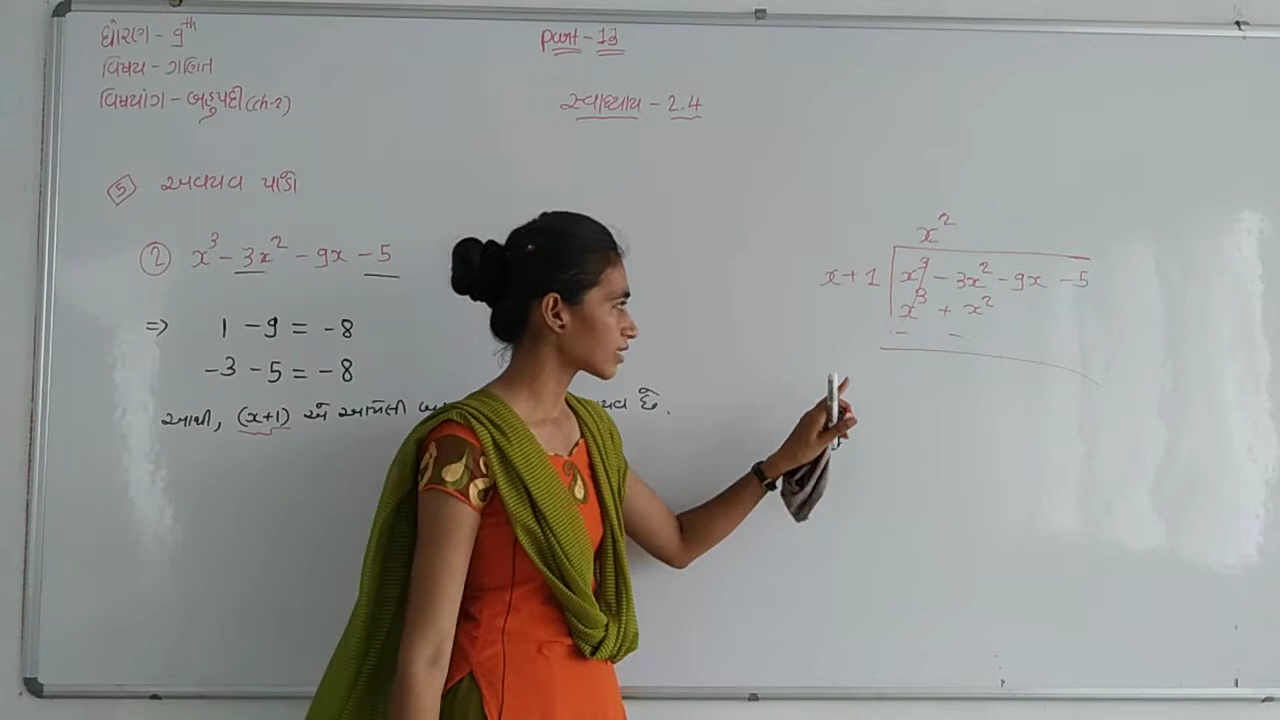 ધોરણ - 9th
વિષય - ગણિત
વિષયાંગ - બહુપદી (ch-2)
Part - 13
સ્વાધ્યાય - 2.4
5 અવયવ પાડો
2 x³ - 3x² - 9x - 5
⇒ 1 - 9 = -8
-3 - 5 = -8
આથી, (x+1) એ આપેલી
છે.
x²
x + 1 x³ - 3x² - 9x - 5
x³ + x²
- -